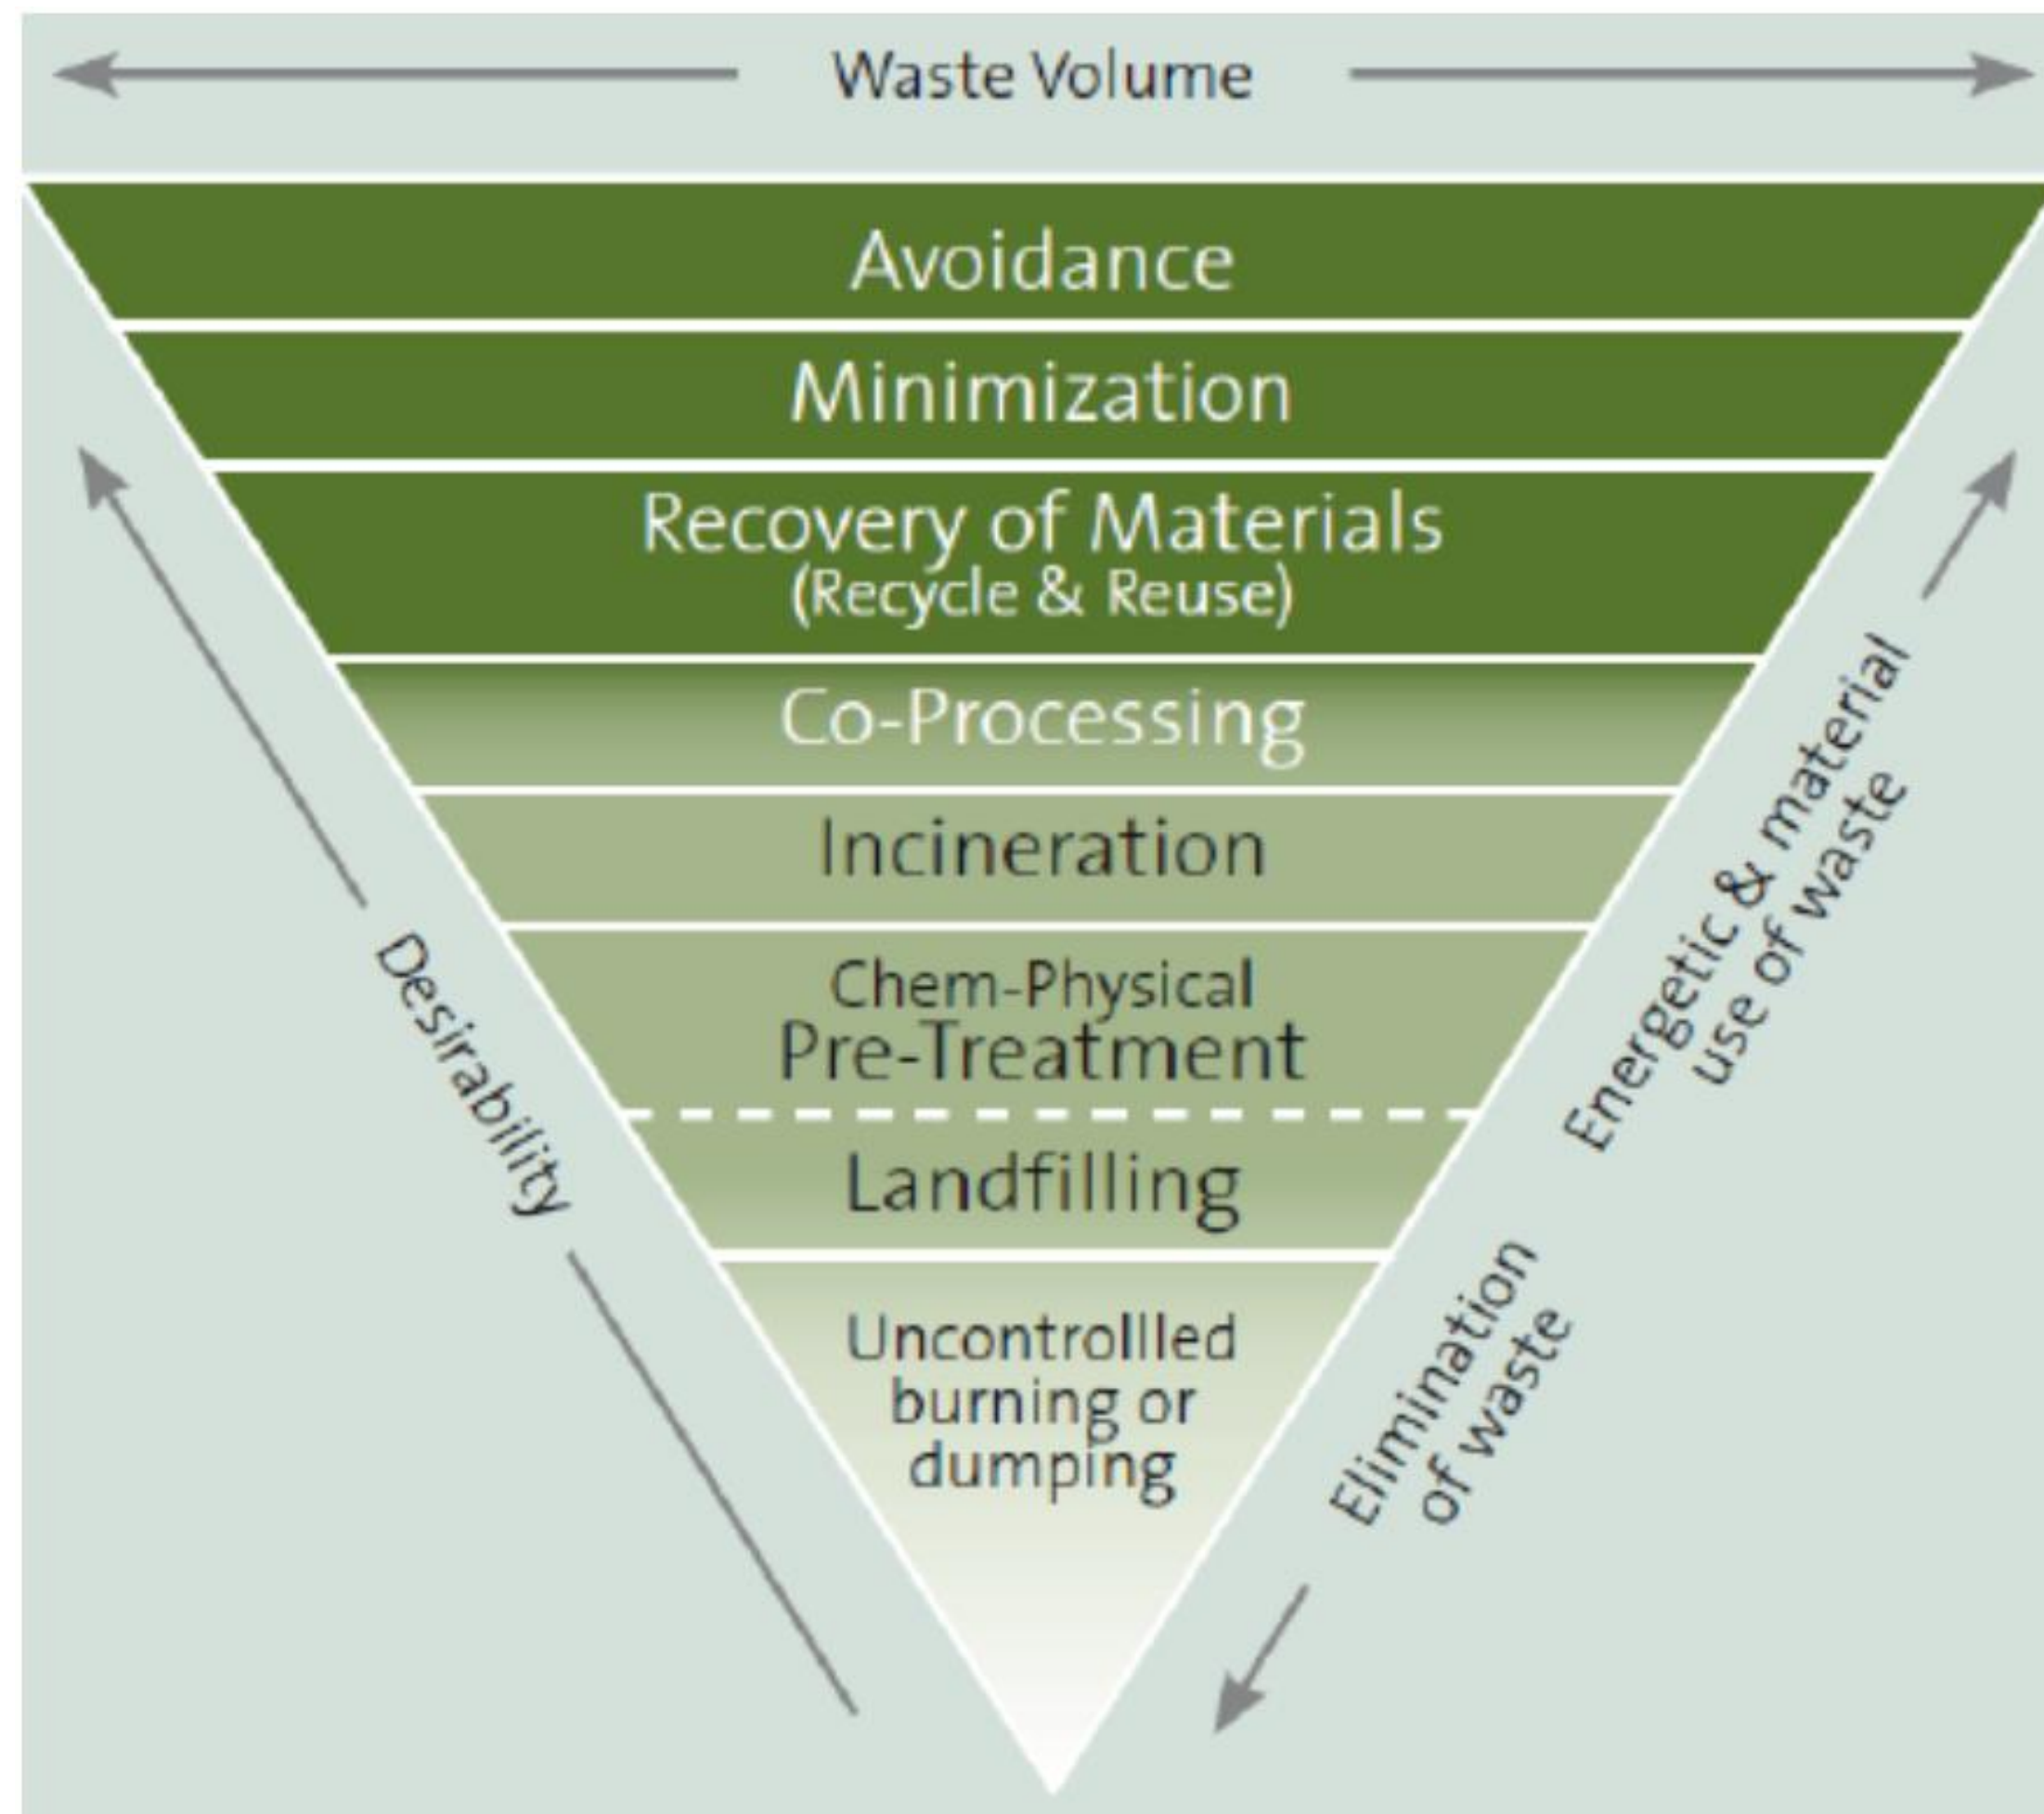 Waste Volume
Avoidance
Minimization
Recovery of Materials
(Recycle & Reuse)
Co-Processing
Incineration
Chem-Physical
Pre-Treatment
Landfilling
Uncontrollled
burning or
dumping
Desirability
Energetic & material
use of waste
Elimination
of waste